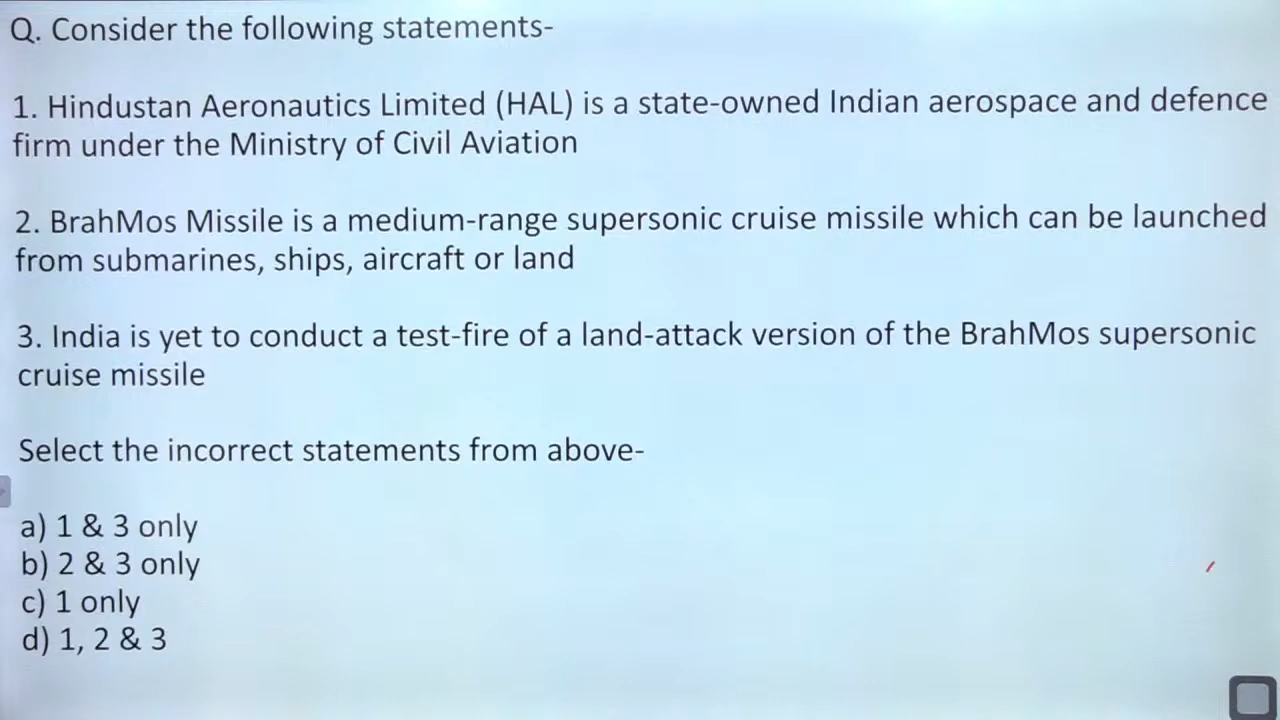 Q. Consider the following statements-
1. Hindustan Aeronautics Limited (HAL) is a state-owned Indian aerospace and defence
firm under the Ministry of Civil Aviation
2. BrahMos Missile is a medium-range supersonic cruise missile which can be launched
from submarines, ships, aircraft or land
3. India is yet to conduct a test-fire of a land-attack version of the BrahMos supersonic
cruise missile
Select the incorrect statements from above-
a) 1 & 3 only
b) 2 & 3 only
c) 1 only
d) 1, 2 & 3